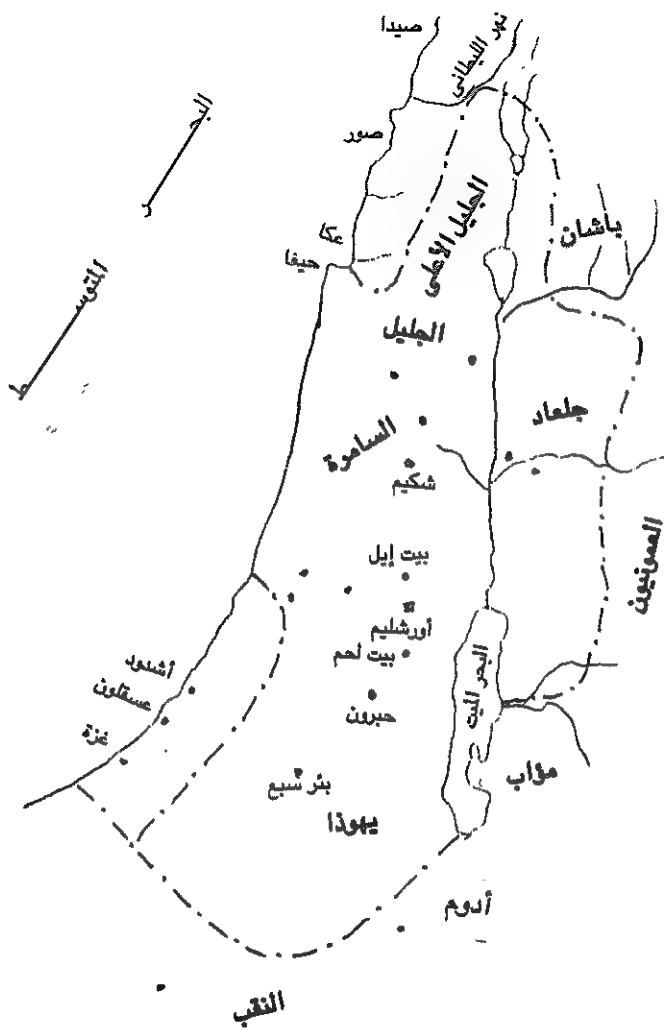 صيدا
نهر الليطانى
البحر
المتوسط
صور
الجليل الأعلى
باشان
عكا
حيفا
الجليل
جلعاد
السامرة
شكيم
العمونيون
بيت إيل
أورشليم
بيت لحم
البحر الميت
أشدود
عسقلون
غزة
حبرون
مؤاب
بئر سبع
يهوذا
أدوم
النقب